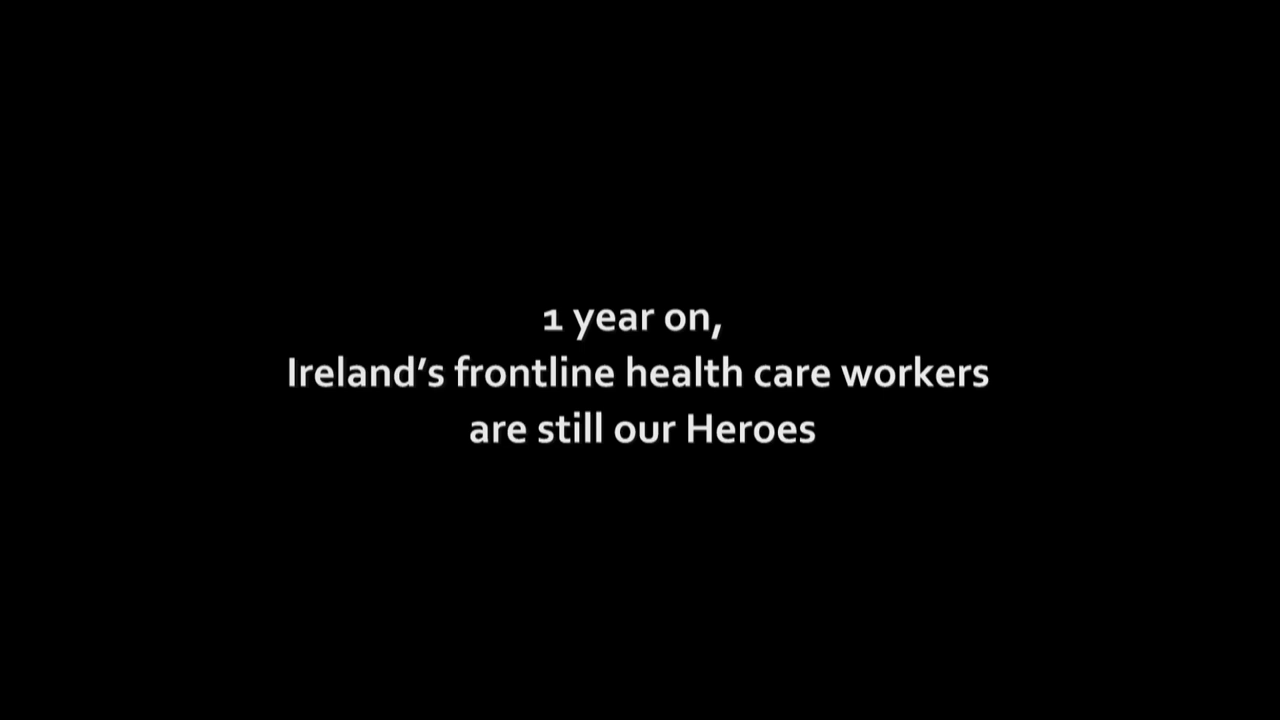 1 year on,
Ireland’s frontline health care workers
are still our Heroes